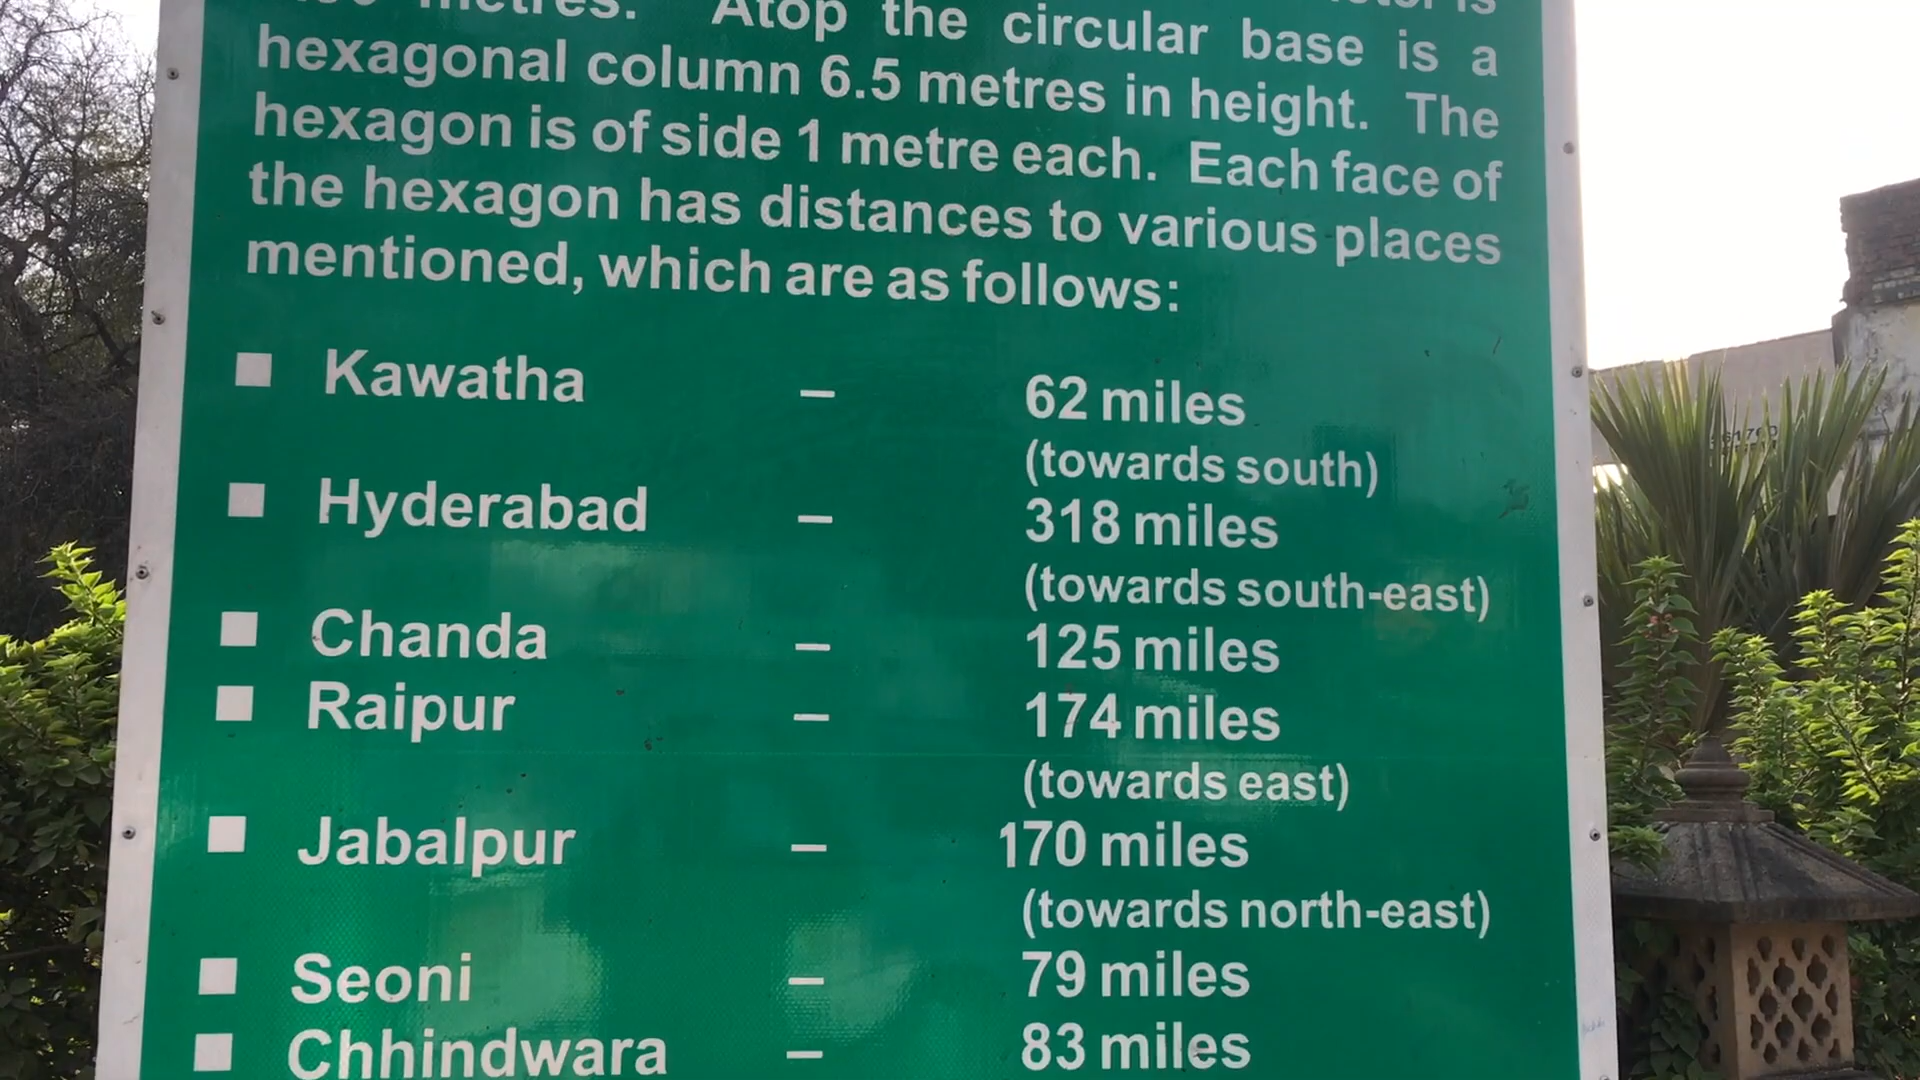 metres. Atop the circular base is a
hexagonal column 6.5 metres in height. The
hexagon is of side 1 metre each. Each face of
the hexagon has distances to various places
mentioned, which are as follows:
■ Kawatha – 62 miles
(towards south)
■ Hyderabad – 318 miles
(towards south-east)
■ Chanda – 125 miles
■ Raipur – 174 miles
(towards east)
■ Jabalpur – 170 miles
(towards north-east)
■ Seoni – 79 miles
■ Chhindwara – 83 miles